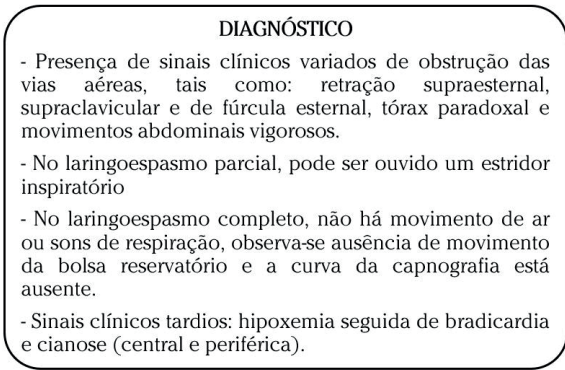 DIAGNÓSTICO
- Presença de sinais clínicos variados de obstrução das
vias aéreas, tais como: retração supraesternal,
supraclavicular e de fúrcula esternal, tórax paradoxal e
movimentos abdominais vigorosos.
- No laringoespasmo parcial, pode ser ouvido um estridor
inspiratório
- No laringoespasmo completo, não há movimento de ar
ou sons de respiração, observa-se ausência de movimento
da bolsa reservatório e a curva da capnografia está
ausente.
- Sinais clínicos tardios: hipoxemia seguida de bradicardia
e cianose (central e periférica).